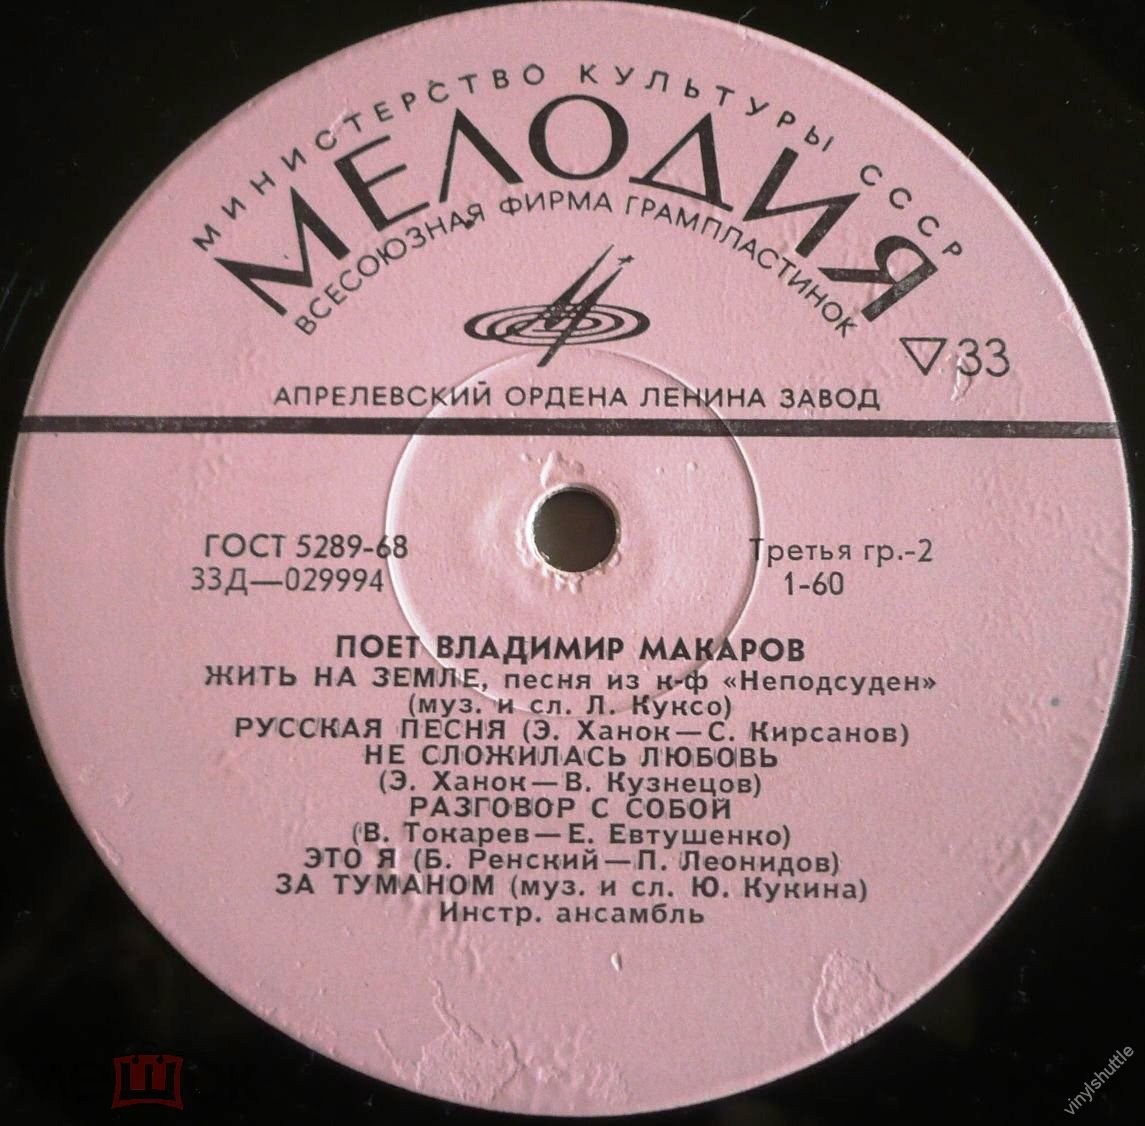 МИНИСТЕРСТВО КУЛЬТУРЫ СССР
МЕЛОДИЯ
ВСЕСОЮЗНАЯ ФИРМА ГРАМПЛАСТИНОК
33
АПРЕЛЕВСКИЙ ОРДЕНА ЛЕНИНА ЗАВОД
ГОСТ 5289-68
33Д—029994
Третья гр.-2
1-60
ПОЕТ ВЛАДИМИР МАКАРОВ
ЖИТЬ НА ЗЕМЛЕ, песня из к-ф «Неподсуден»
(муз. и сл. Л. Куксо)
РУССКАЯ ПЕСНЯ (Э. Ханок—С. Кирсанов)
НЕ СЛОЖИЛАСЬ ЛЮБОВЬ
(Э. Ханок—В. Кузнецов)
РАЗГОВОР С СОБОЙ
(В. Токарев—Е. Евтушенко)
ЭТО Я (Б. Ренский—П. Леонидов)
ЗА ТУМАНОМ (муз. и сл. Ю. Кукина)
Инстр. ансамбль
МЕШОК
vinylshuttle